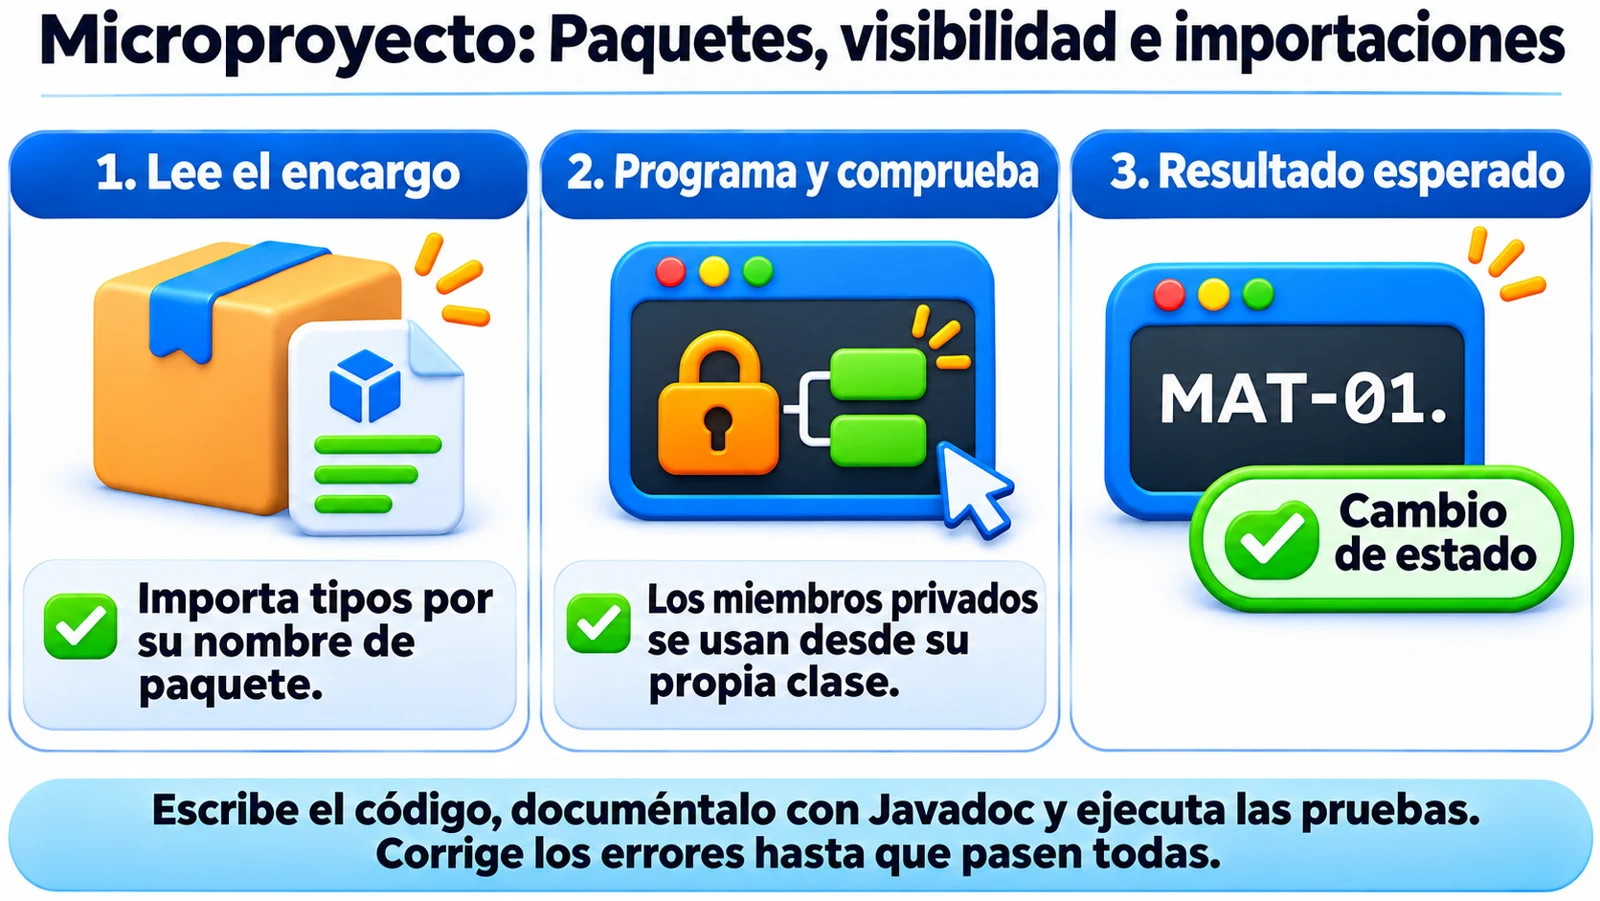 Microproyecto: Paquetes, visibilidad e importaciones
1. Lee el encargo
Importa tipos por
su nombre de
paquete.
2. Programa y comprueba
Los miembros privados
se usan desde su
propia clase.
3. Resultado esperado
MAT-01.
Cambio
de estado
Escribe el código, documéntalo con Javadoc y ejecuta las pruebas.
Corrige los errores hasta que pasen todas.